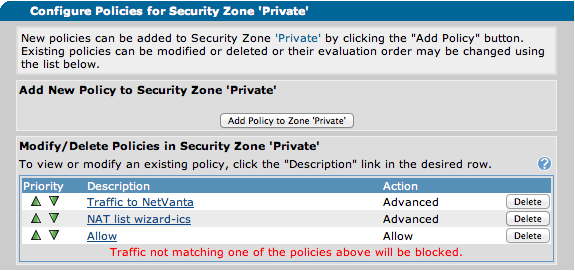 Configure Policies for Security Zone 'Private'
New policies can be added to Security Zone 'Private' by clicking the "Add Policy" button.
Existing policies can be modified or deleted or their evaluation order may be changed using
the list below.
Add New Policy to Security Zone 'Private'
Add Policy to Zone 'Private'
Modify/Delete Policies in Security Zone 'Private'
To view or modify an existing policy, click the "Description" link in the desired row. ?
Priority Description Action
Traffic to NetVanta Advanced Delete
NAT list wizard-ics Advanced Delete
Allow Allow Delete
Traffic not matching one of the policies above will be blocked.